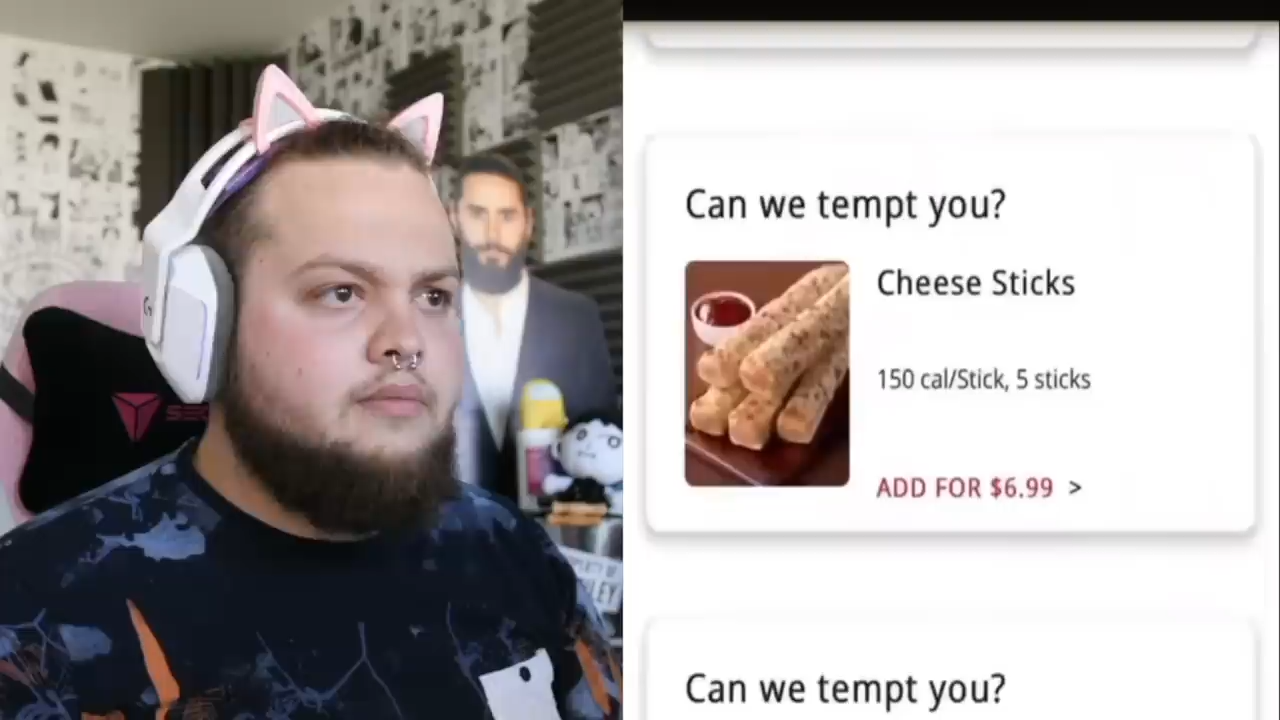 SEC
Can we tempt you?
Cheese Sticks
150 cal/Stick, 5 sticks
ADD FOR $6.99 >
Can we tempt you?